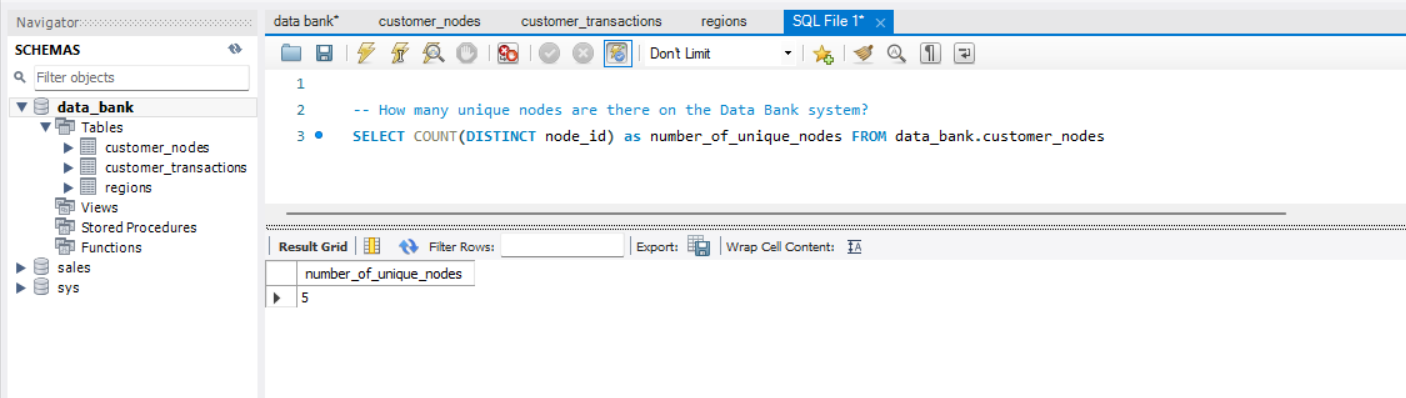 Navigator
SCHEMAS
Filter objects
data_bank
Tables
customer_nodes
customer_transactions
regions
Views
Stored Procedures
Functions
sales
sys
data bank* customer_nodes customer_transactions regions SQL File 1*
Don't Limit
1
2 -- How many unique nodes are there on the Data Bank system?
3 SELECT COUNT(DISTINCT node_id) as number_of_unique_nodes FROM data_bank.customer_nodes
Result Grid Filter Rows: Export: Wrap Cell Content:
number_of_unique_nodes
5